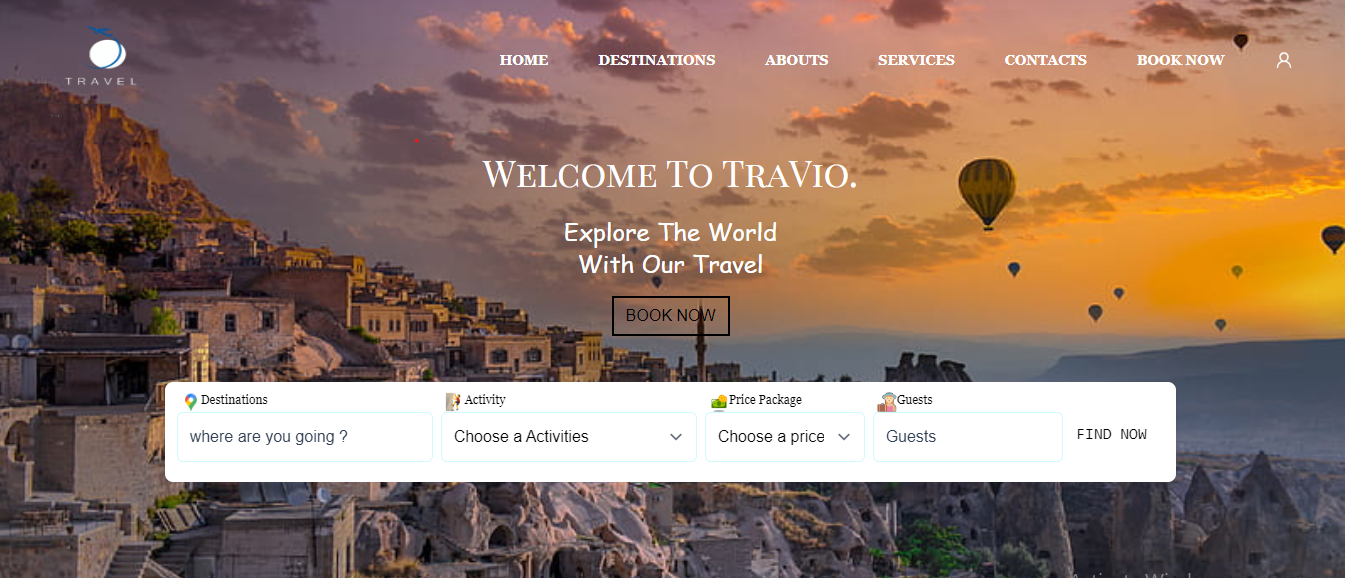 TRAVEL
HOME DESTINATIONS ABOUTS SERVICES CONTACTS BOOK NOW
WELCOME TO TRAVIO.
Explore The World
With Our Travel
BOOK NOW
Destinations Activity Price Package Guests
where are you going ? Choose a Activities Choose a price Guests FIND NOW